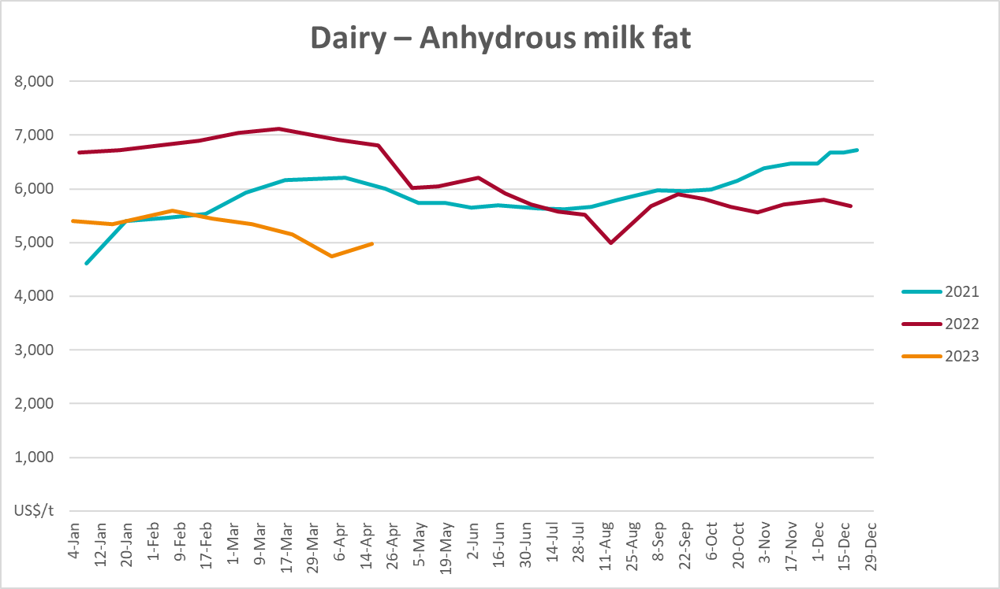 Dairy – Anhydrous milk fat
8,000
7,000
6,000
5,000
4,000
3,000
2,000
1,000
US$/t
4-Jan
12-Jan
20-Jan
1-Feb
9-Feb
17-Feb
1-Mar
9-Mar
17-Mar
29-Mar
6-Apr
14-Apr
26-Apr
5-May
19-May
2-Jun
16-Jun
30-Jun
14-Jul
28-Jul
11-Aug
25-Aug
8-Sep
22-Sep
6-Oct
20-Oct
3-Nov
17-Nov
1-Dec
15-Dec
29-Dec
2021
2022
2023